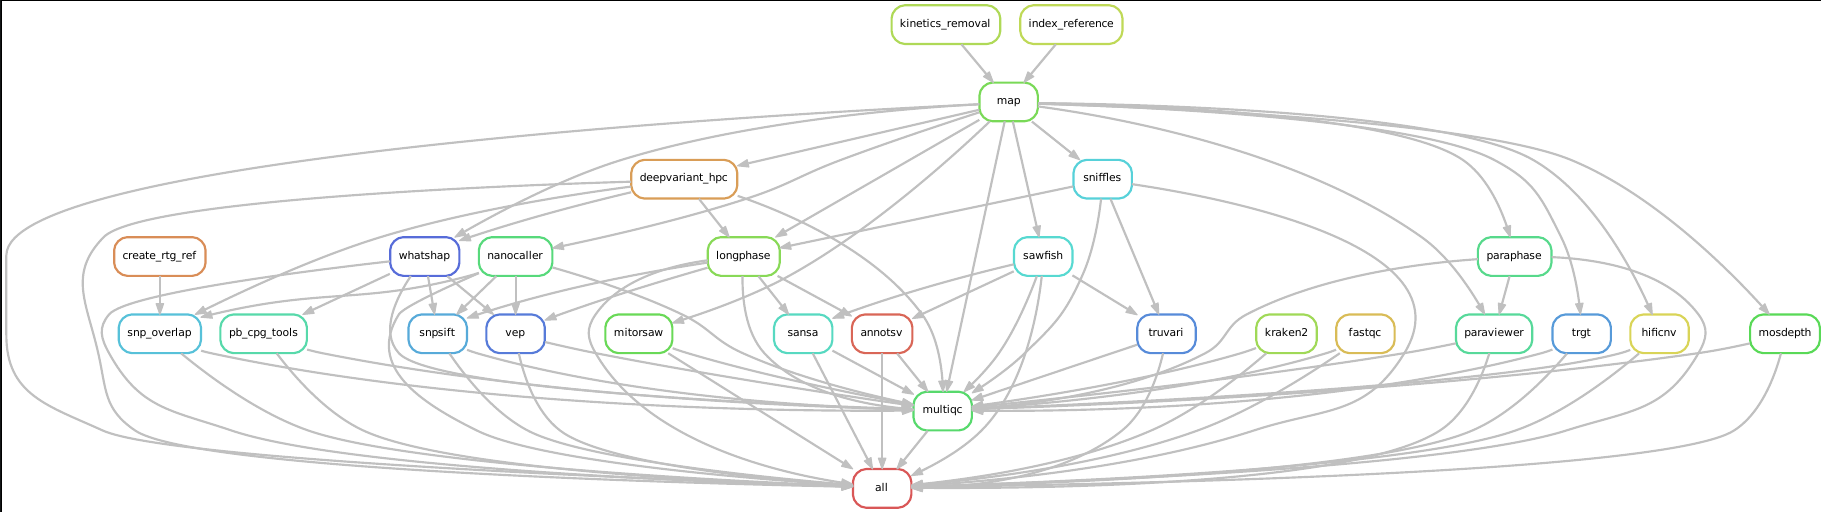 kinetics_removal
index_reference
map
deepvariant_hpc
sniffles
create_rtg_ref
whatshap
nanocaller
longphase
sawfish
paraphase
snp_overlap
pb_cpg_tools
snpsift
vep
mitorsaw
sansa
annotsv
truvari
kraken2
fastqc
paraviewer
trgt
hificnv
mosdepth
multiqc
all